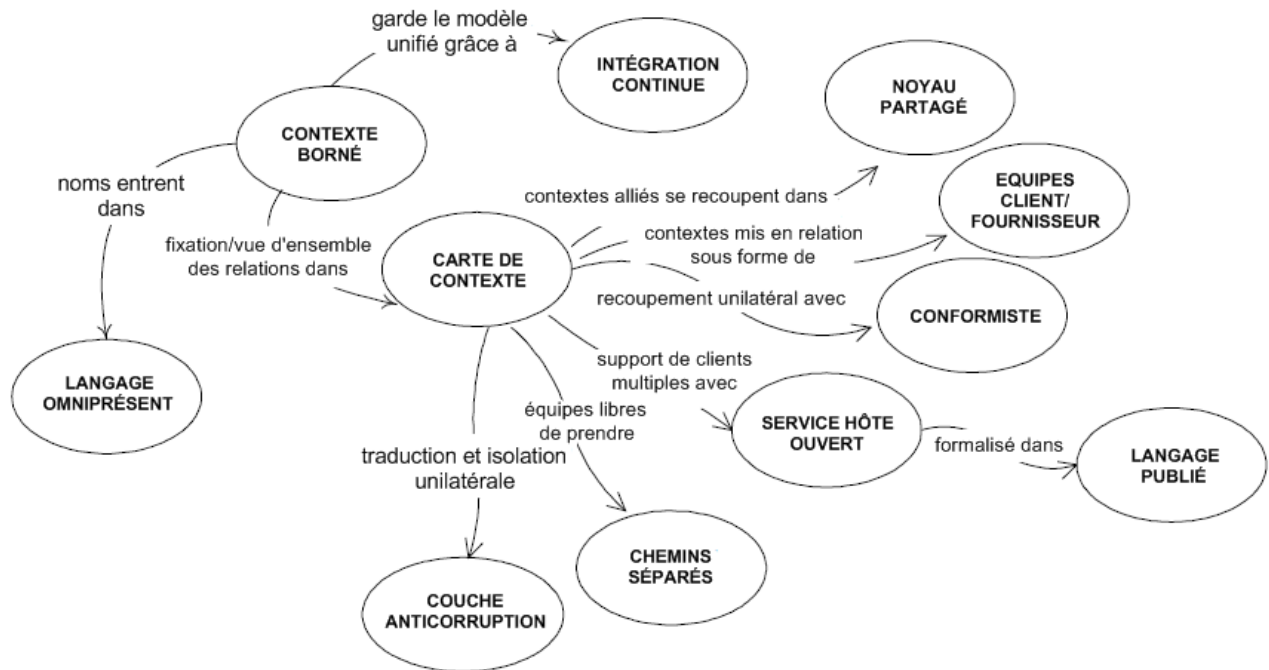 garde le modèle
unifié grâce à
INTÉGRATION
CONTINUE
NOYAU
PARTAGÉ
CONTEXTE
BORNÉ
noms entrent
dans
contextes alliés se recoupent dans
EQUIPES
CLIENT/
FOURNISSEUR
fixation/vue d'ensemble
des relations dans
CARTE DE
CONTEXTE
contextes mis en relation
sous forme de
recoupement unilatéral avec
CONFORMISTE
LANGAGE
OMNIPRÉSENT
support de clients
multiples avec
équipes libres
de prendre
SERVICE HÔTE
OUVERT
formalisé dans
LANGAGE
PUBLIÉ
traduction et isolation
unilatérale
CHEMINS
SÉPARÉS
COUCHE
ANTICORRUPTION